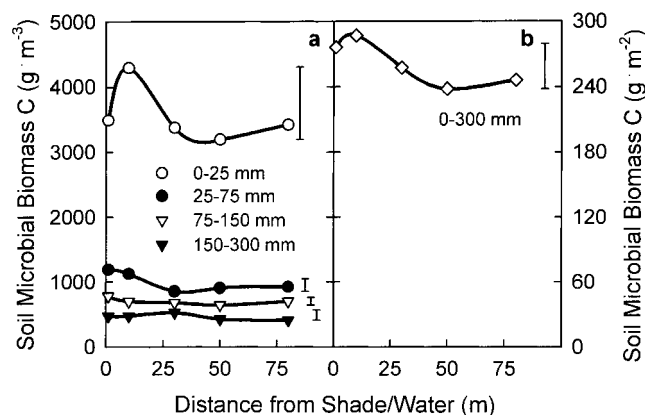 Soil Microbial Biomass C (g · m⁻³)
5000
4000
3000
2000
1000
0
a
0-25 mm
25-75 mm
75-150 mm
150-300 mm
b
0-300 mm
300
240
180
120
60
0
Soil Microbial Biomass C (g · m⁻²)
0 25 50 75 0 25 50 75 100
Distance from Shade/Water (m)